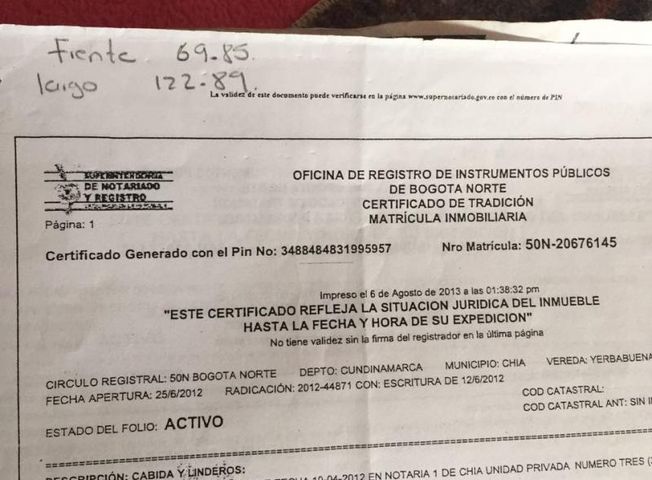 Frente 69.85.
largo 122.89.
La validez de este documento puede verificarse en la página www.supernotariado.gov.co con el número de PIN
SUPERINTENDENCIA
DE NOTARIADO
Y REGISTRO
OFICINA DE REGISTRO DE INSTRUMENTOS PÚBLICOS
DE BOGOTA NORTE
CERTIFICADO DE TRADICIÓN
MATRÍCULA INMOBILIARIA
Página: 1
Certificado Generado con el Pin No: 3488484831995957 Nro Matrícula: 50N-20676145
Impreso el 6 de Agosto de 2013 a las 01:38:32 pm
"ESTE CERTIFICADO REFLEJA LA SITUACION JURIDICA DEL INMUEBLE
HASTA LA FECHA Y HORA DE SU EXPEDICION"
No tiene validez sin la firma del registrador en la última página
CIRCULO REGISTRAL: 50N BOGOTA NORTE DEPTO: CUNDINAMARCA MUNICIPIO: CHIA VEREDA: YERBABUENA
FECHA APERTURA: 25/6/2012 RADICACIÓN: 2012-44871 CON: ESCRITURA DE 12/6/2012
COD CATASTRAL:
COD CATASTRAL ANT: SIN
ESTADO DEL FOLIO: ACTIVO
DESCRIPCIÓN: CABIDA Y LINDEROS:
FECHA 10-04-2012 EN NOTARIA 1 DE CHIA UNIDAD PRIVADA NUMERO TRES